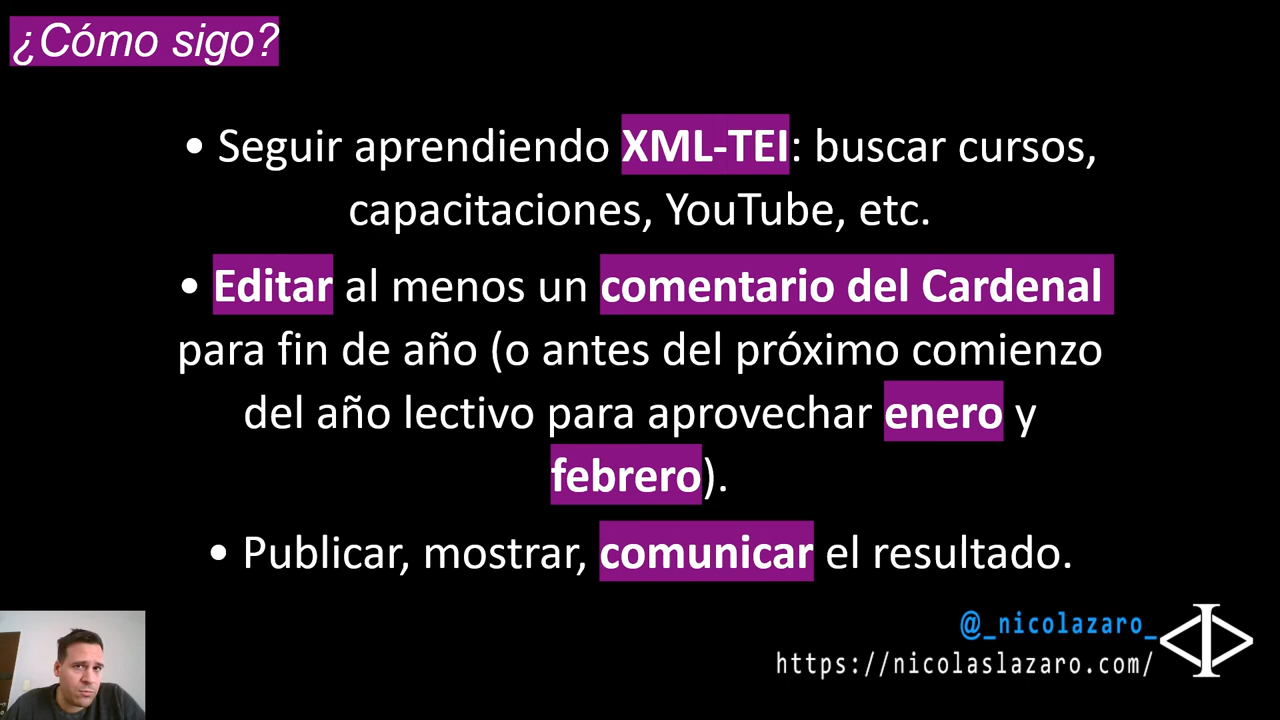 ¿Cómo sigo?
• Seguir aprendiendo XML-TEI: buscar cursos,
capacitaciones, YouTube, etc.
• Editar al menos un comentario del Cardenal
para fin de año (o antes del próximo comienzo
del año lectivo para aprovechar enero y
febrero).
• Publicar, mostrar, comunicar el resultado.
@_nicolazaro_
https://nicolaslazaro.com/